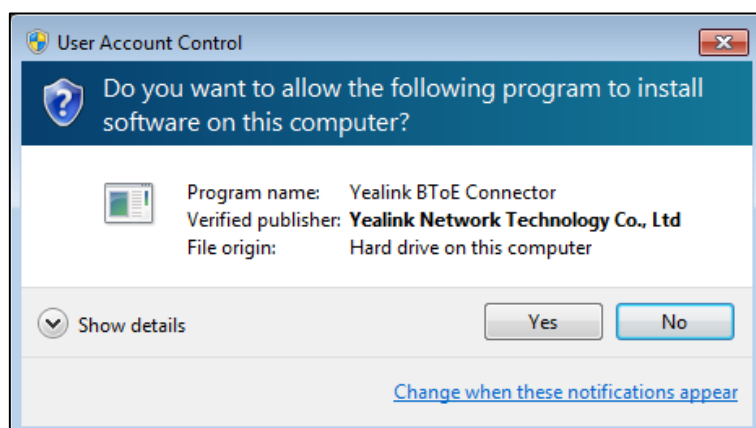 User Account Control
Do you want to allow the following program to install
software on this computer?
Program name: Yealink BToE Connector
Verified publisher: Yealink Network Technology Co., Ltd
File origin: Hard drive on this computer
Show details
Yes
No
Change when these notifications appear